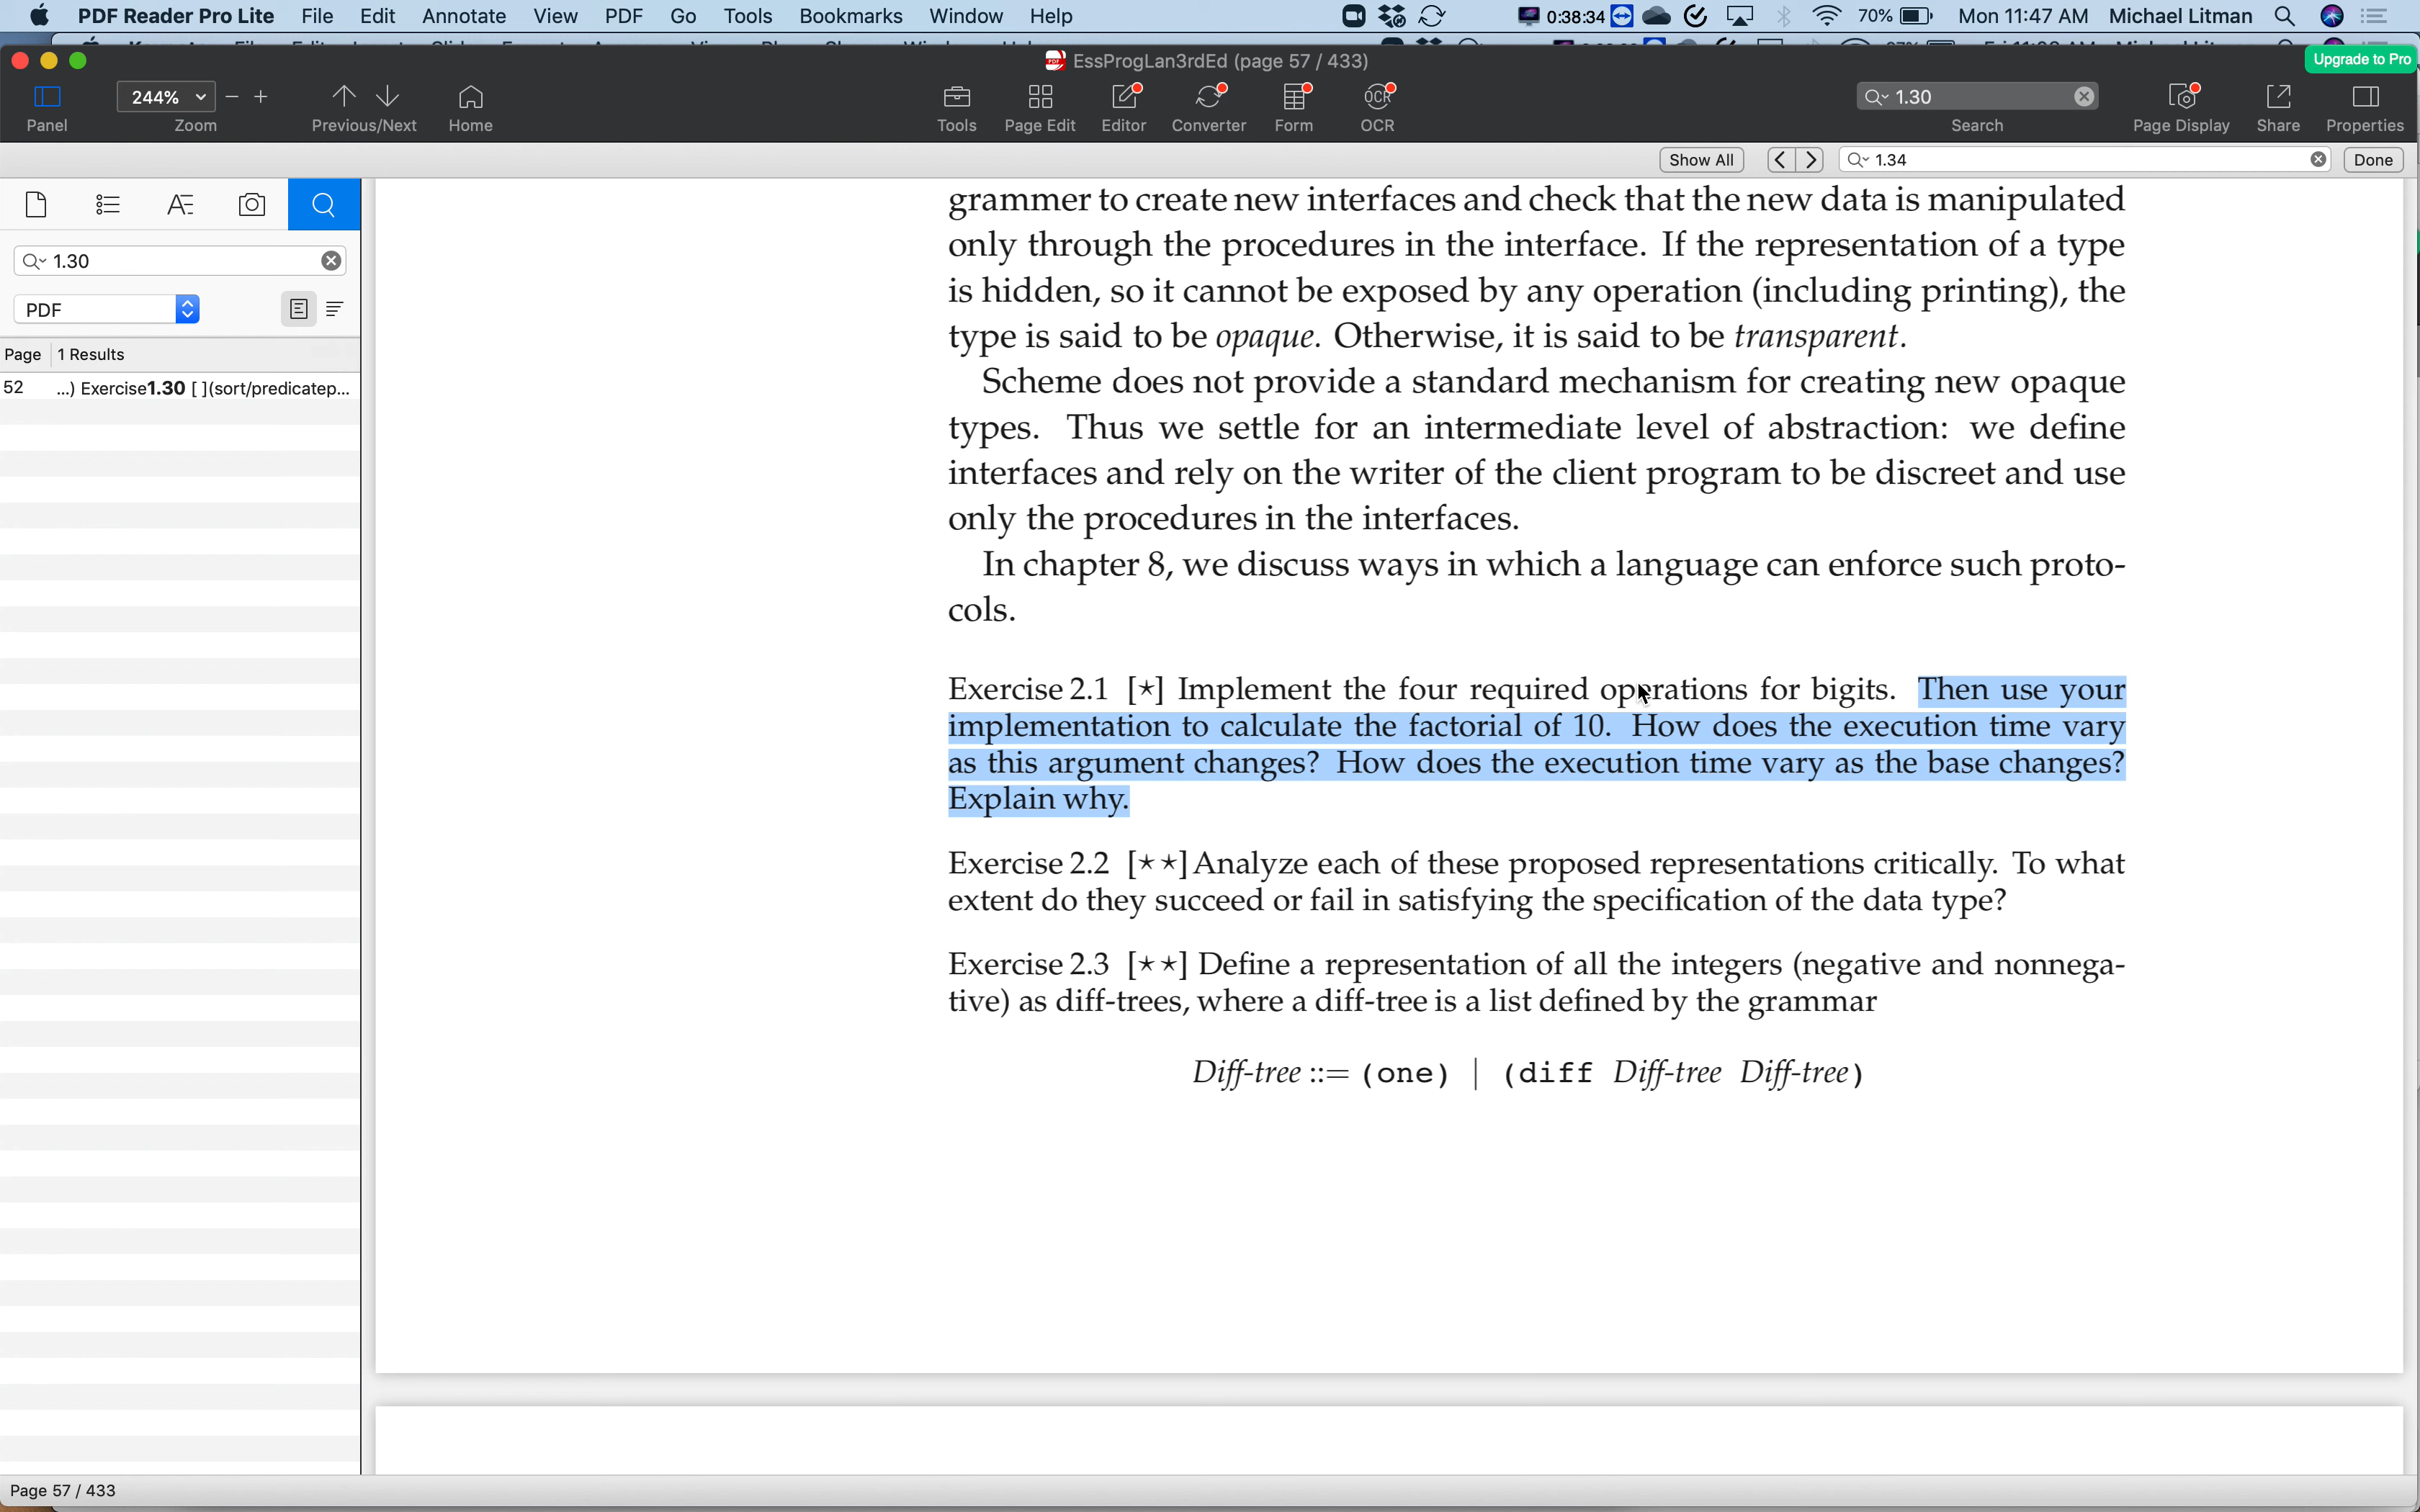 PDF Reader Pro Lite File Edit Annotate View PDF Go Tools Bookmarks Window Help 0:38:34 70% Mon 11:47 AM Michael Litman
EssProgLan3rdEd (page 57 / 433)
Upgrade to Pro
244%
1.30
Panel Zoom Previous/Next Home Tools Page Edit Editor Converter Form OCR Search Page Display Share Properties
Show All 1.34 Done
1.30
PDF
Page 1 Results
52 ...) Exercise1.30 [ ](sort/predicatep...
grammer to create new interfaces and check that the new data is manipulated
only through the procedures in the interface. If the representation of a type
is hidden, so it cannot be exposed by any operation (including printing), the
type is said to be opaque. Otherwise, it is said to be transparent.
Scheme does not provide a standard mechanism for creating new opaque
types. Thus we settle for an intermediate level of abstraction: we define
interfaces and rely on the writer of the client program to be discreet and use
only the procedures in the interfaces.
In chapter 8, we discuss ways in which a language can enforce such proto-
cols.
Exercise 2.1 [⋆] Implement the four required operations for bigits. Then use your
implementation to calculate the factorial of 10. How does the execution time vary
as this argument changes? How does the execution time vary as the base changes?
Explain why.
Exercise 2.2 [⋆⋆] Analyze each of these proposed representations critically. To what
extent do they succeed or fail in satisfying the specification of the data type?
Exercise 2.3 [⋆⋆] Define a representation of all the integers (negative and nonnega-
tive) as diff-trees, where a diff-tree is a list defined by the grammar
Diff-tree ::= (one) | (diff Diff-tree Diff-tree)
Page 57 / 433